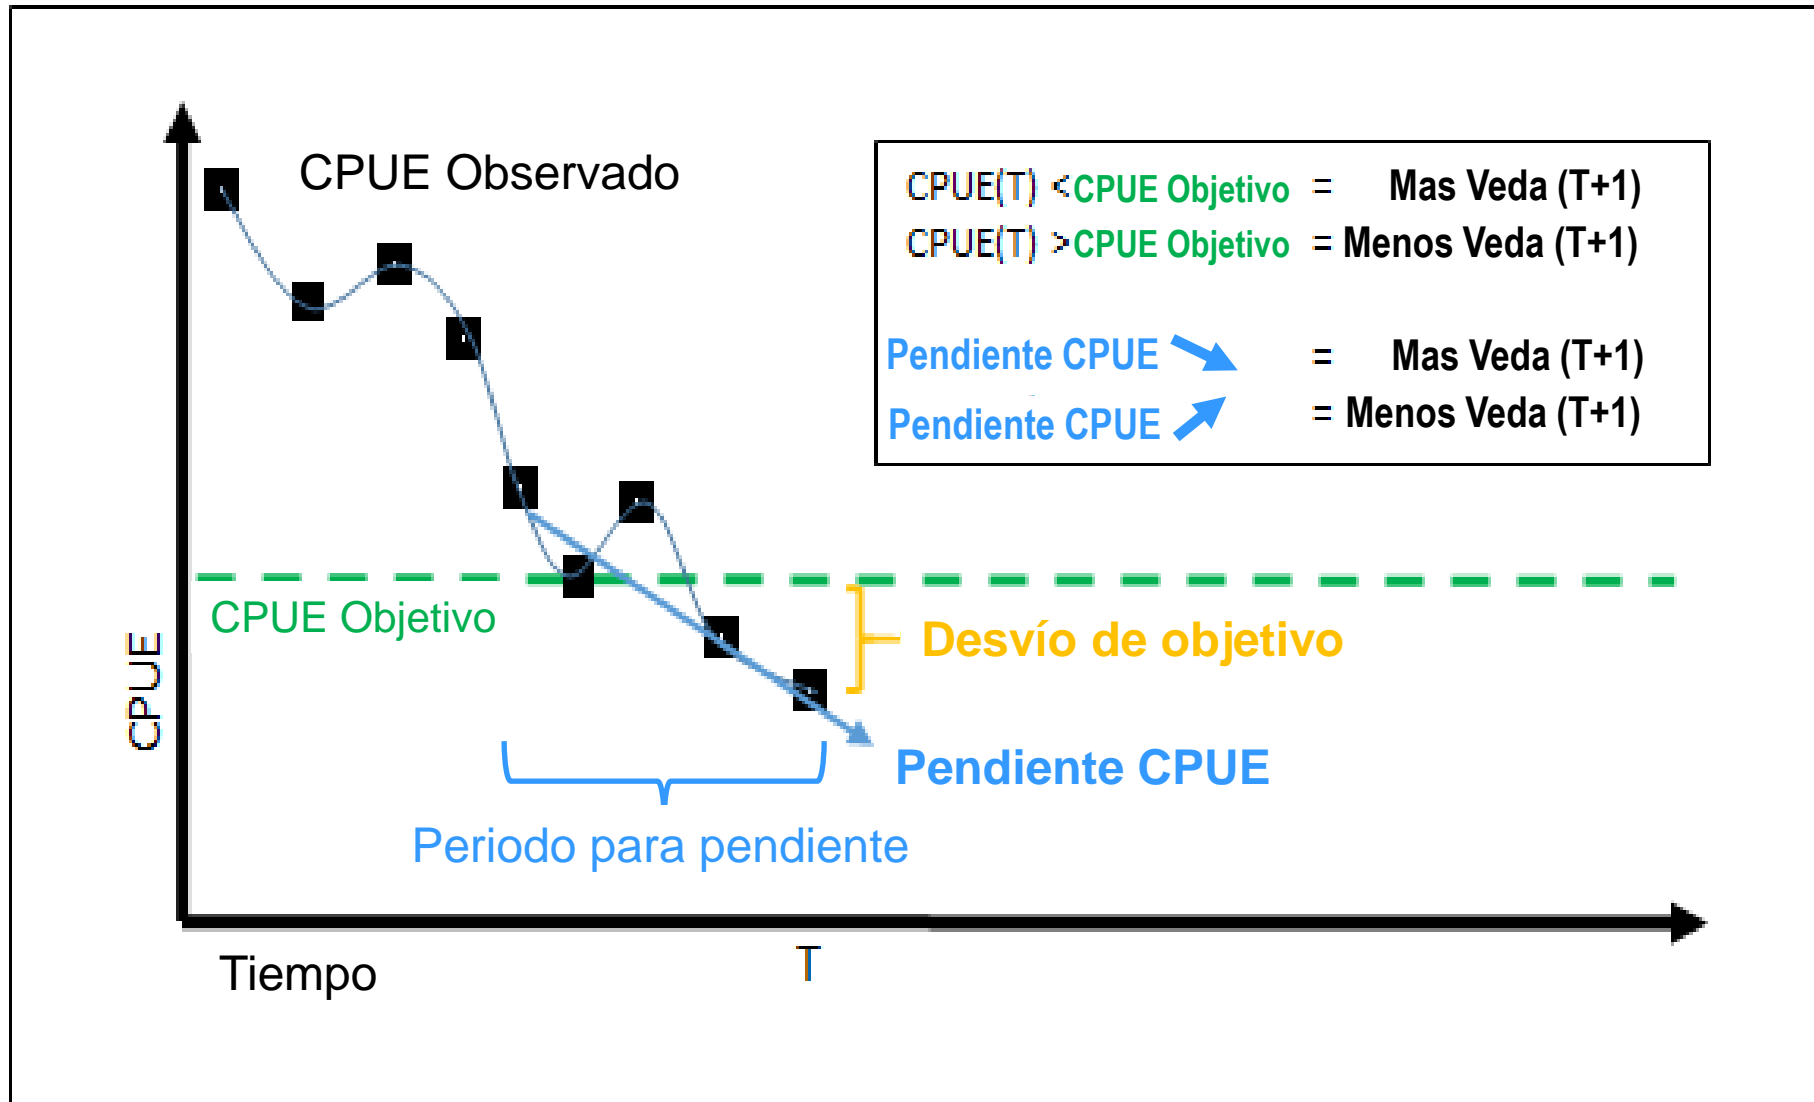 CPUE Observado
CPUE(T) < CPUE Objetivo = Mas Veda (T+1)
CPUE(T) > CPUE Objetivo = Menos Veda (T+1)
Pendiente CPUE = Mas Veda (T+1)
Pendiente CPUE = Menos Veda (T+1)
CPUE Objetivo
Desvío de objetivo
CPUE
Pendiente CPUE
Periodo para pendiente
Tiempo
T